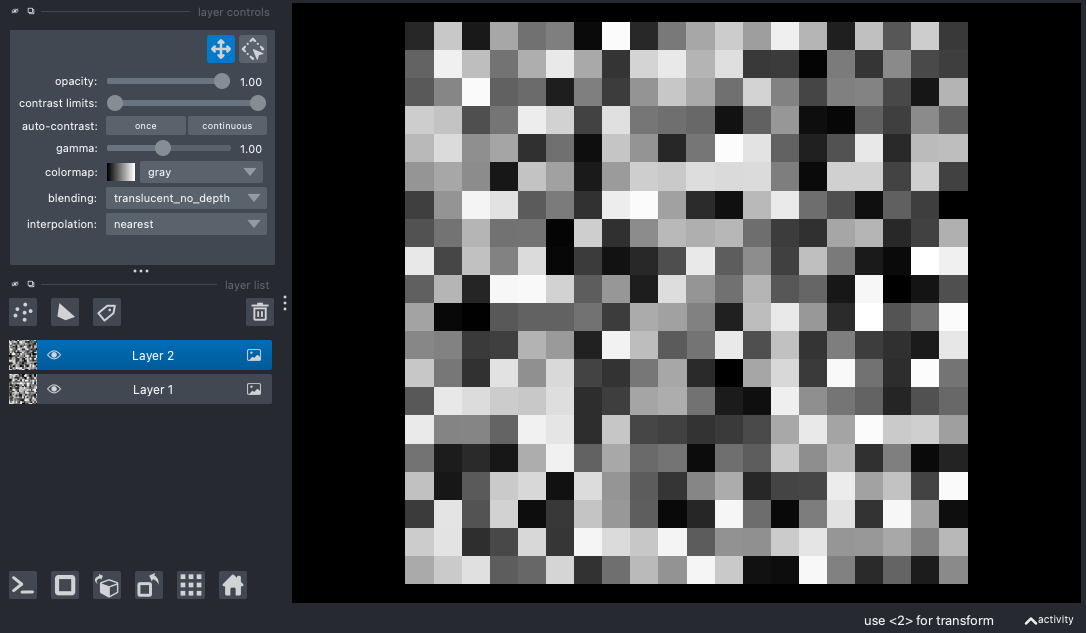 layer controls
opacity: 1.00
contrast limits:
auto-contrast: once continuous
gamma: 1.00
colormap: gray
blending: translucent_no_depth
interpolation: nearest
layer list
Layer 2
Layer 1
use <2> for transform
activity